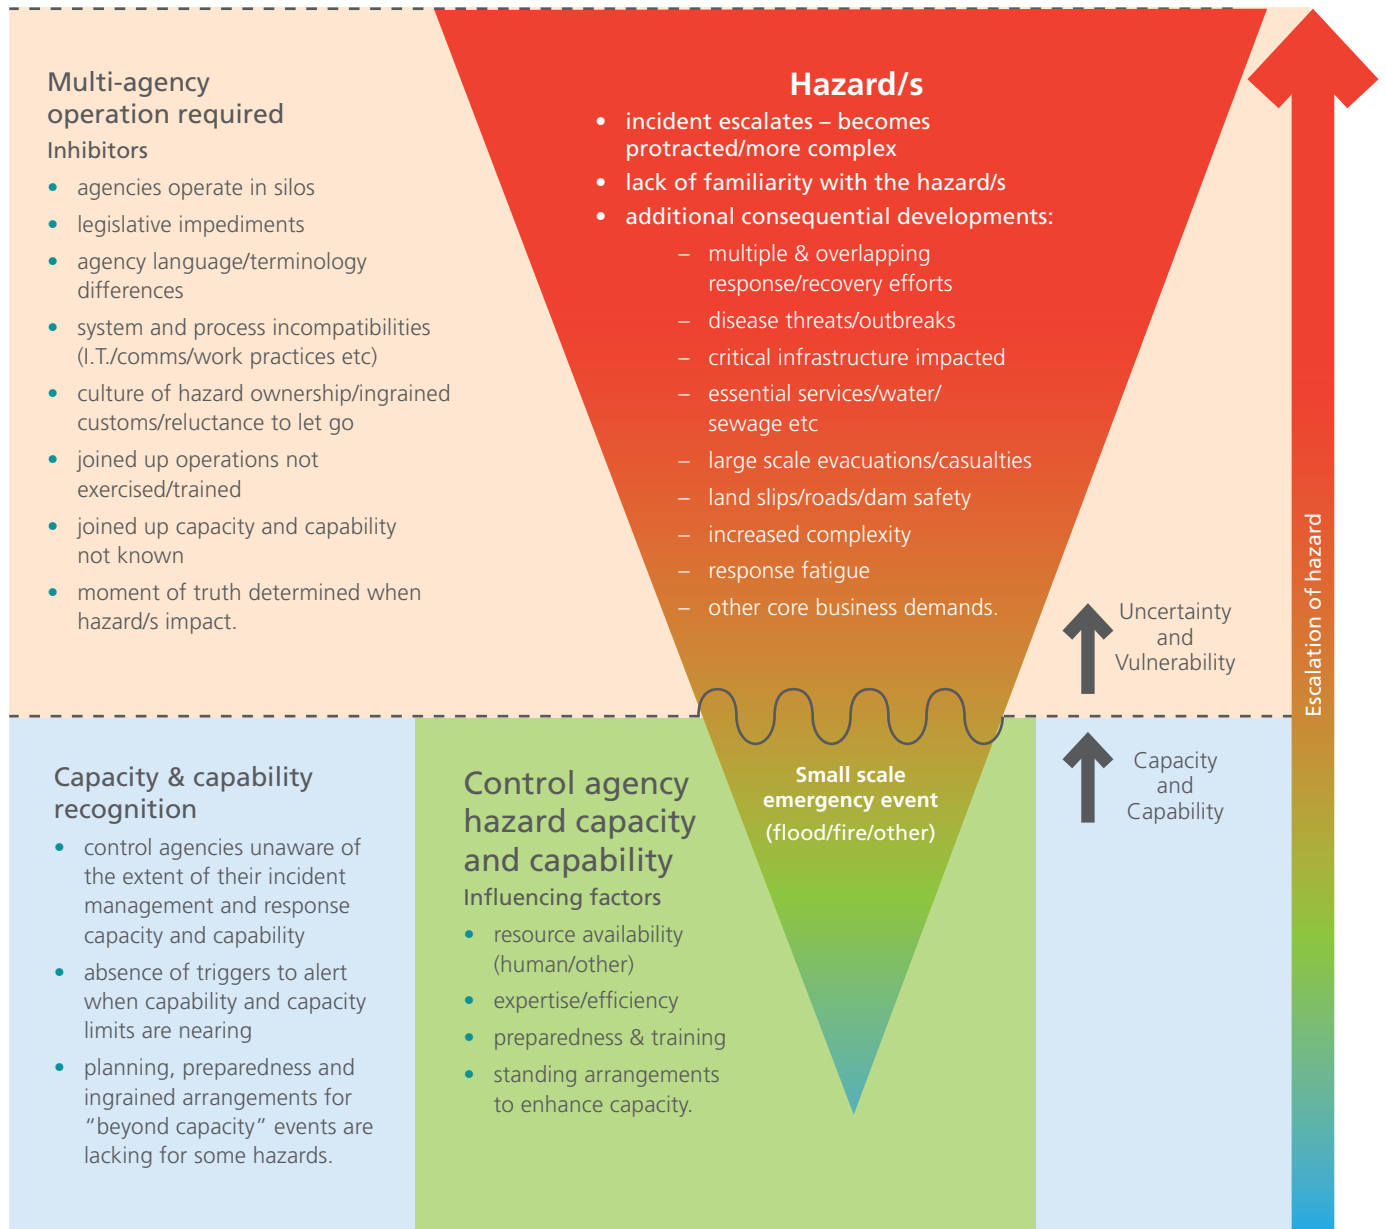 Multi-agency
operation required
Inhibitors
• agencies operate in silos
• legislative impediments
• agency language/terminology
differences
• system and process incompatibilities
(I.T./comms/work practices etc)
• culture of hazard ownership/ingrained
customs/reluctance to let go
• joined up operations not
exercised/trained
• joined up capacity and capability
not known
• moment of truth determined when
hazard/s impact.
Hazard/s
• incident escalates – becomes
protracted/more complex
• lack of familiarity with the hazard/s
• additional consequential developments:
– multiple & overlapping
response/recovery efforts
– disease threats/outbreaks
– critical infrastructure impacted
– essential services/water/
sewage etc
– large scale evacuations/casualties
– land slips/roads/dam safety
– increased complexity
– response fatigue
– other core business demands.
Uncertainty
and
Vulnerability
Escalation of hazard
Capacity & capability
recognition
• control agencies unaware of
the extent of their incident
management and response
capacity and capability
• absence of triggers to alert
when capability and capacity
limits are nearing
• planning, preparedness and
ingrained arrangements for
“beyond capacity” events are
lacking for some hazards.
Control agency
hazard capacity
and capability
Influencing factors
• resource availability
(human/other)
• expertise/efficiency
• preparedness & training
• standing arrangements
to enhance capacity.
Small scale
emergency event
(flood/fire/other)
Capacity
and
Capability